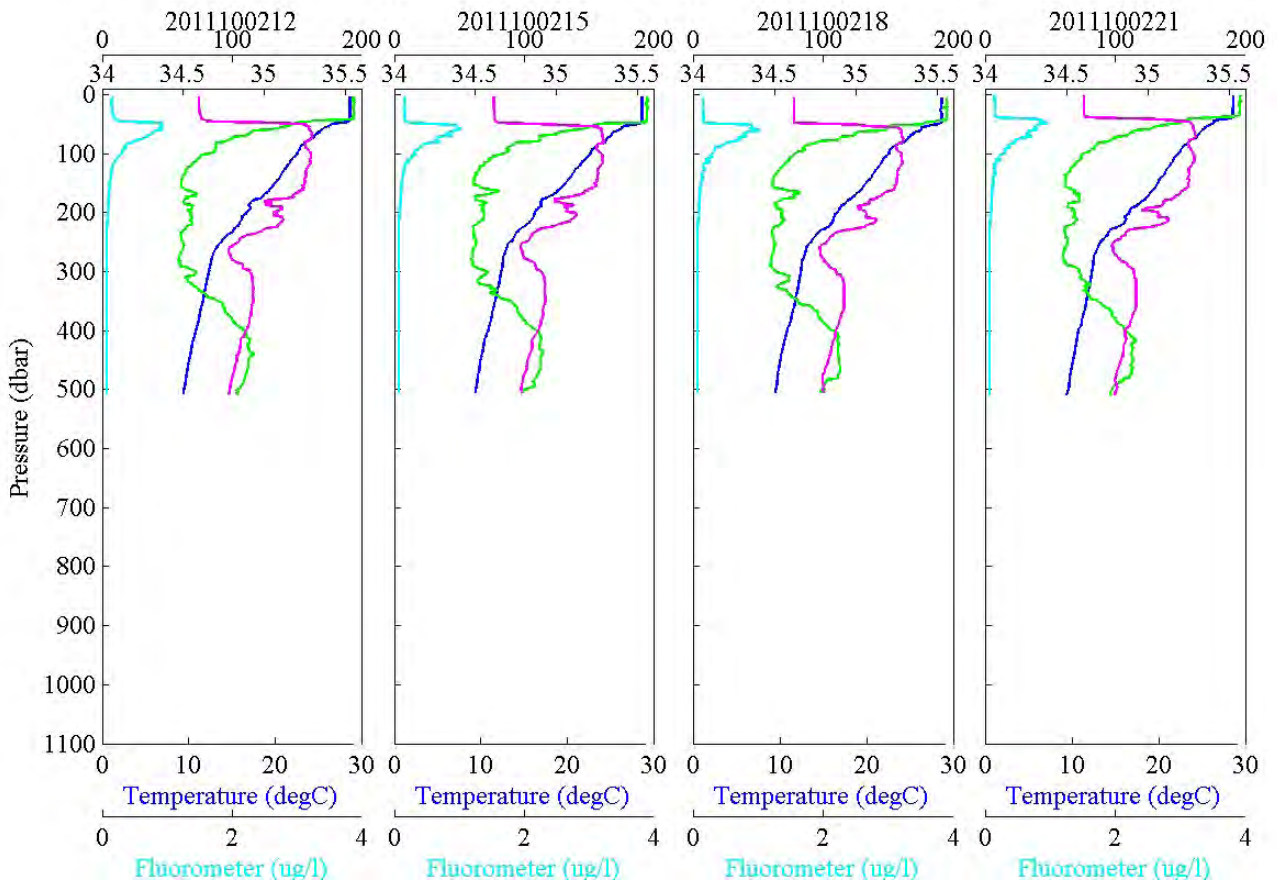 2011100212 2011100215 2011100218 2011100221
0 100 200 0 100 200 0 100 200 0 100 200
34 34.5 35 35.5 34 34.5 35 35.5 34 34.5 35 35.5 34 34.5 35 35.5
0
100
200
300
400
500
600
700
800
900
1000
1100
Pressure (dbar)
0 10 20 30 0 10 20 30 0 10 20 30 0 10 20 30
Temperature (degC) Temperature (degC) Temperature (degC) Temperature (degC)
0 2 4 0 2 4 0 2 4 0 2 4
Fluorometer (ug/l) Fluorometer (ug/l) Fluorometer (ug/l) Fluorometer (ug/l)